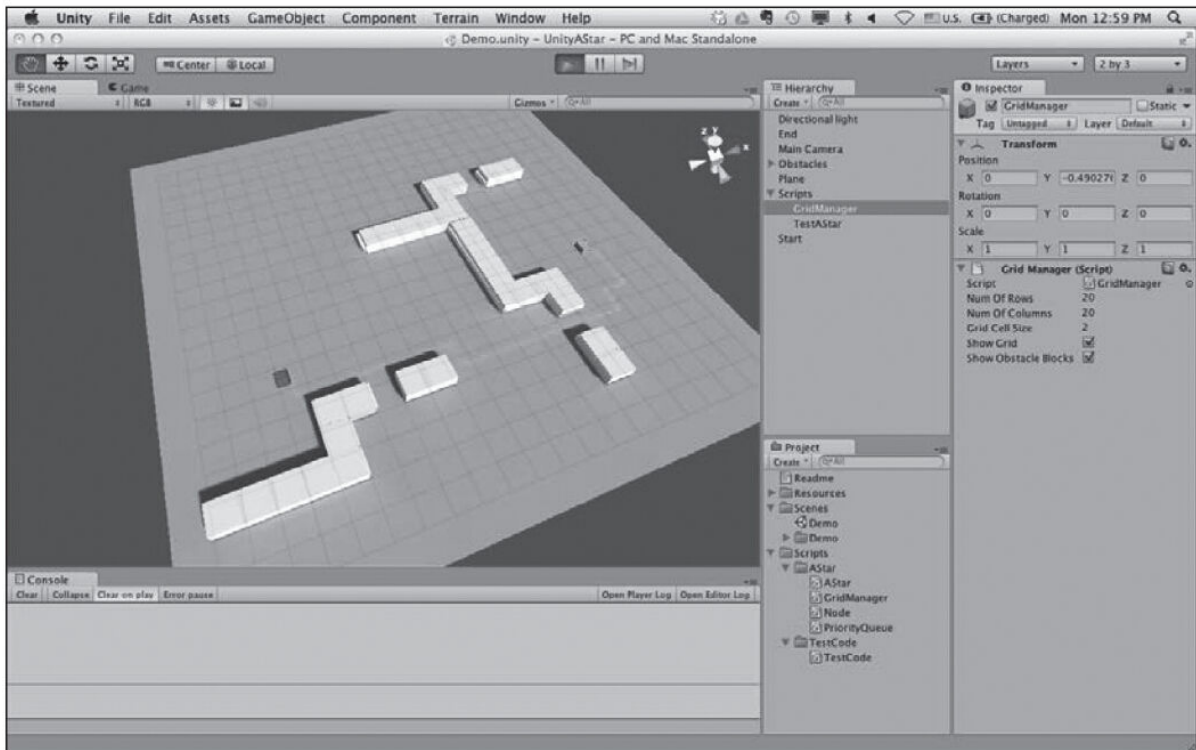 Unity File Edit Assets GameObject Component Terrain Window Help U.S. (Charged) Mon 12:59 PM
Demo.unity - UnityAStar - PC and Mac Standalone
Center Local
Layers 2 by 3
Scene Game
Textured RGB Gizmos All
z y x
Hierarchy
Create All
Directional light
End
Main Camera
Obstacles
Plane
Scripts
GridManager
TestAStar
Start
Inspector
GridManager Static
Tag Untagged Layer Default
Transform
Position
X 0 Y -0.490276 Z 0
Rotation
X 0 Y 0 Z 0
Scale
X 1 Y 1 Z 1
Grid Manager (Script)
Script GridManager
Num Of Rows 20
Num Of Columns 20
Grid Cell Size 2
Show Grid
Show Obstacle Blocks
Project
Create All
Readme
Resources
Scenes
Demo
Demo
Scripts
AStar
AStar
GridManager
Node
PriorityQueue
TestCode
TestCode
Console
Clear Collapse Clear on play Error pause Open Player Log Open Editor Log